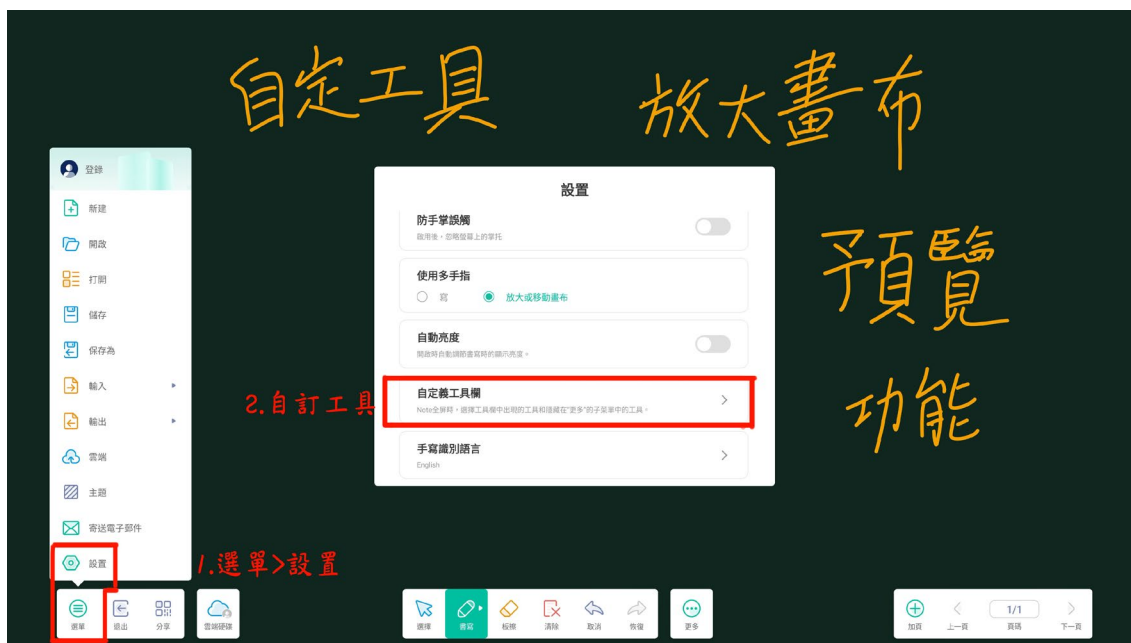 自定工具 放大畫布
預覽
功能
登錄
新建
開啟
打開
儲存
保存為
輸入
輸出
雲端
主題
寄送電子郵件
設置
設置
防手掌誤觸
啟用後，忽略螢幕上的掌托
使用多手指
寫 放大或移動畫布
自動亮度
開啟時自動調節書寫時的顯示亮度。
自定義工具欄
Note全屏時，選擇工具欄中出現的工具和隱藏在"更多"的子菜單中的工具。
手寫識別語言
English
2.自訂工具
1.選單>設置
選單 退出 分享 雲端硬碟 選擇 書寫 板擦 清除 取消 恢復 更多 加頁 上一頁 1/1 頁碼 下一頁